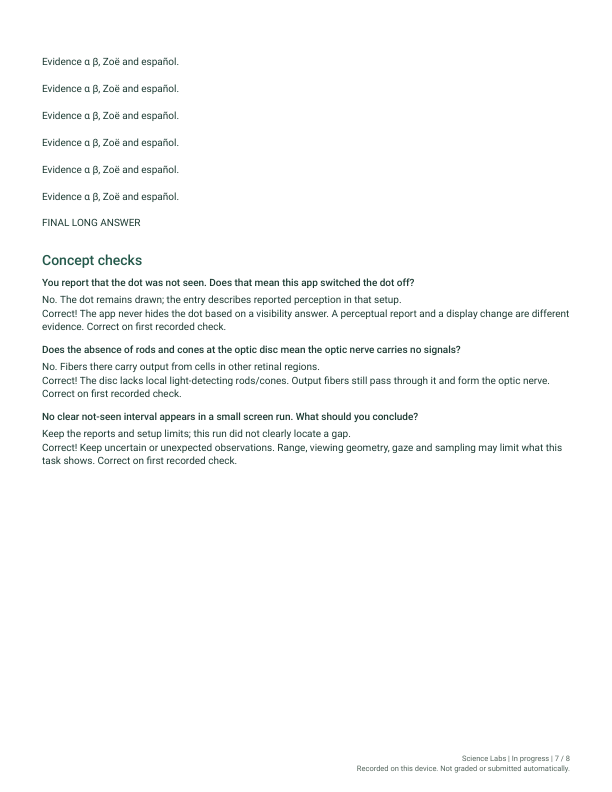 Evidence α β, Zoë and español.
Evidence α β, Zoë and español.
Evidence α β, Zoë and español.
Evidence α β, Zoë and español.
Evidence α β, Zoë and español.
Evidence α β, Zoë and español.
FINAL LONG ANSWER
Concept checks
You report that the dot was not seen. Does that mean this app switched the dot off?
No. The dot remains drawn; the entry describes reported perception in that setup.
Correct! The app never hides the dot based on a visibility answer. A perceptual report and a display change are different
evidence. Correct on first recorded check.
Does the absence of rods and cones at the optic disc mean the optic nerve carries no signals?
No. Fibers there carry output from cells in other retinal regions.
Correct! The disc lacks local light-detecting rods/cones. Output fibers still pass through it and form the optic nerve.
Correct on first recorded check.
No clear not-seen interval appears in a small screen run. What should you conclude?
Keep the reports and setup limits; this run did not clearly locate a gap.
Correct! Keep uncertain or unexpected observations. Range, viewing geometry, gaze and sampling may limit what this
task shows. Correct on first recorded check.
Science Labs | In progress | 7 / 8
Recorded on this device. Not graded or submitted automatically.